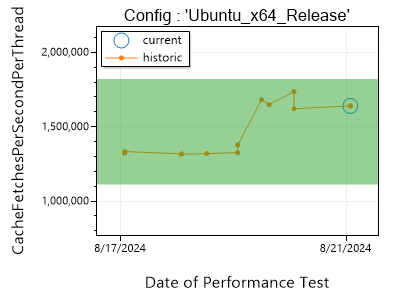 Config : 'Ubuntu_x64_Release'
CacheFetchesPerSecondPerThread
current
historic
2,000,000
1,500,000
1,000,000
8/17/2024
8/21/2024
Date of Performance Test